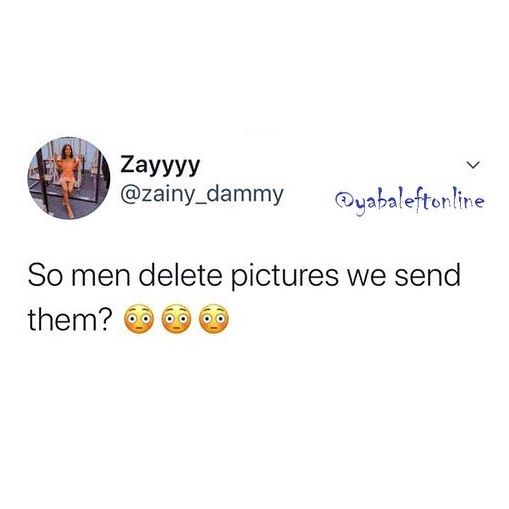 Zayyyy
@zainy_dammy
@yabaleftonline
So men delete pictures we send
them? 😳 😳 😳